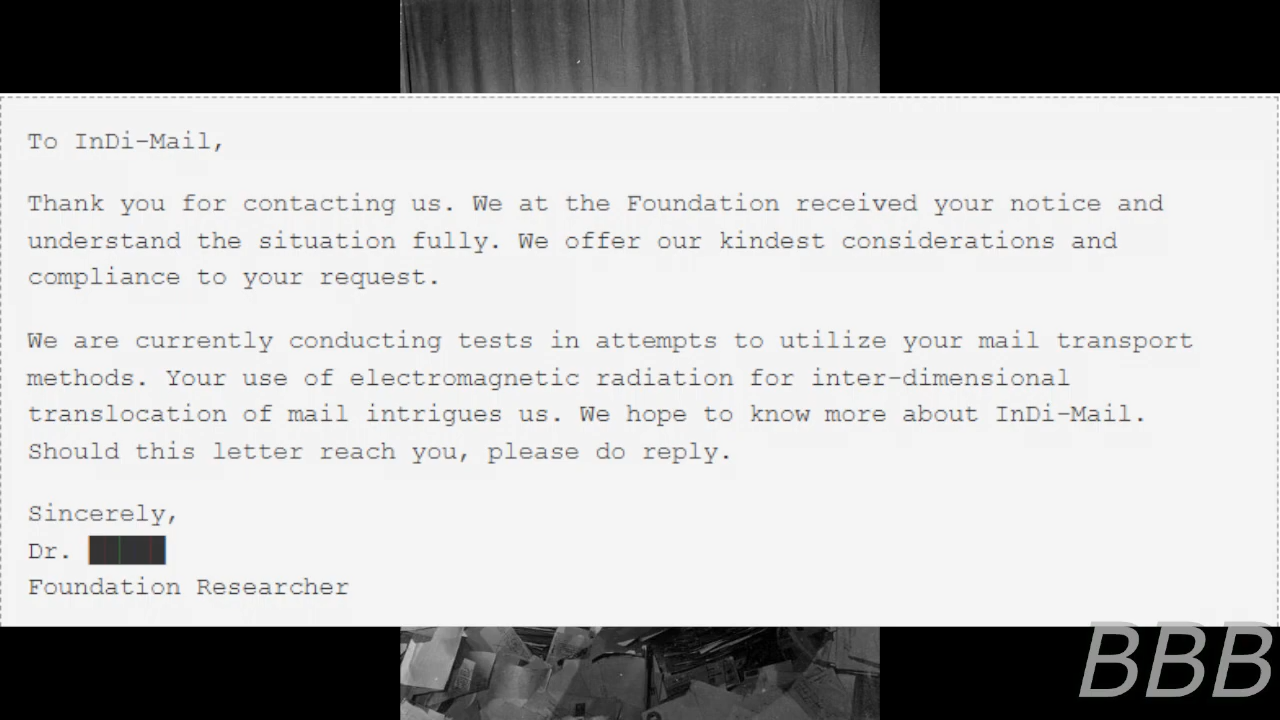 To InDi-Mail,
Thank you for contacting us. We at the Foundation received your notice and
understand the situation fully. We offer our kindest considerations and
compliance to your request.
We are currently conducting tests in attempts to utilize your mail transport
methods. Your use of electromagnetic radiation for inter-dimensional
translocation of mail intrigues us. We hope to know more about InDi-Mail.
Should this letter reach you, please do reply.
Sincerely,
Dr. █████
Foundation Researcher
BBB